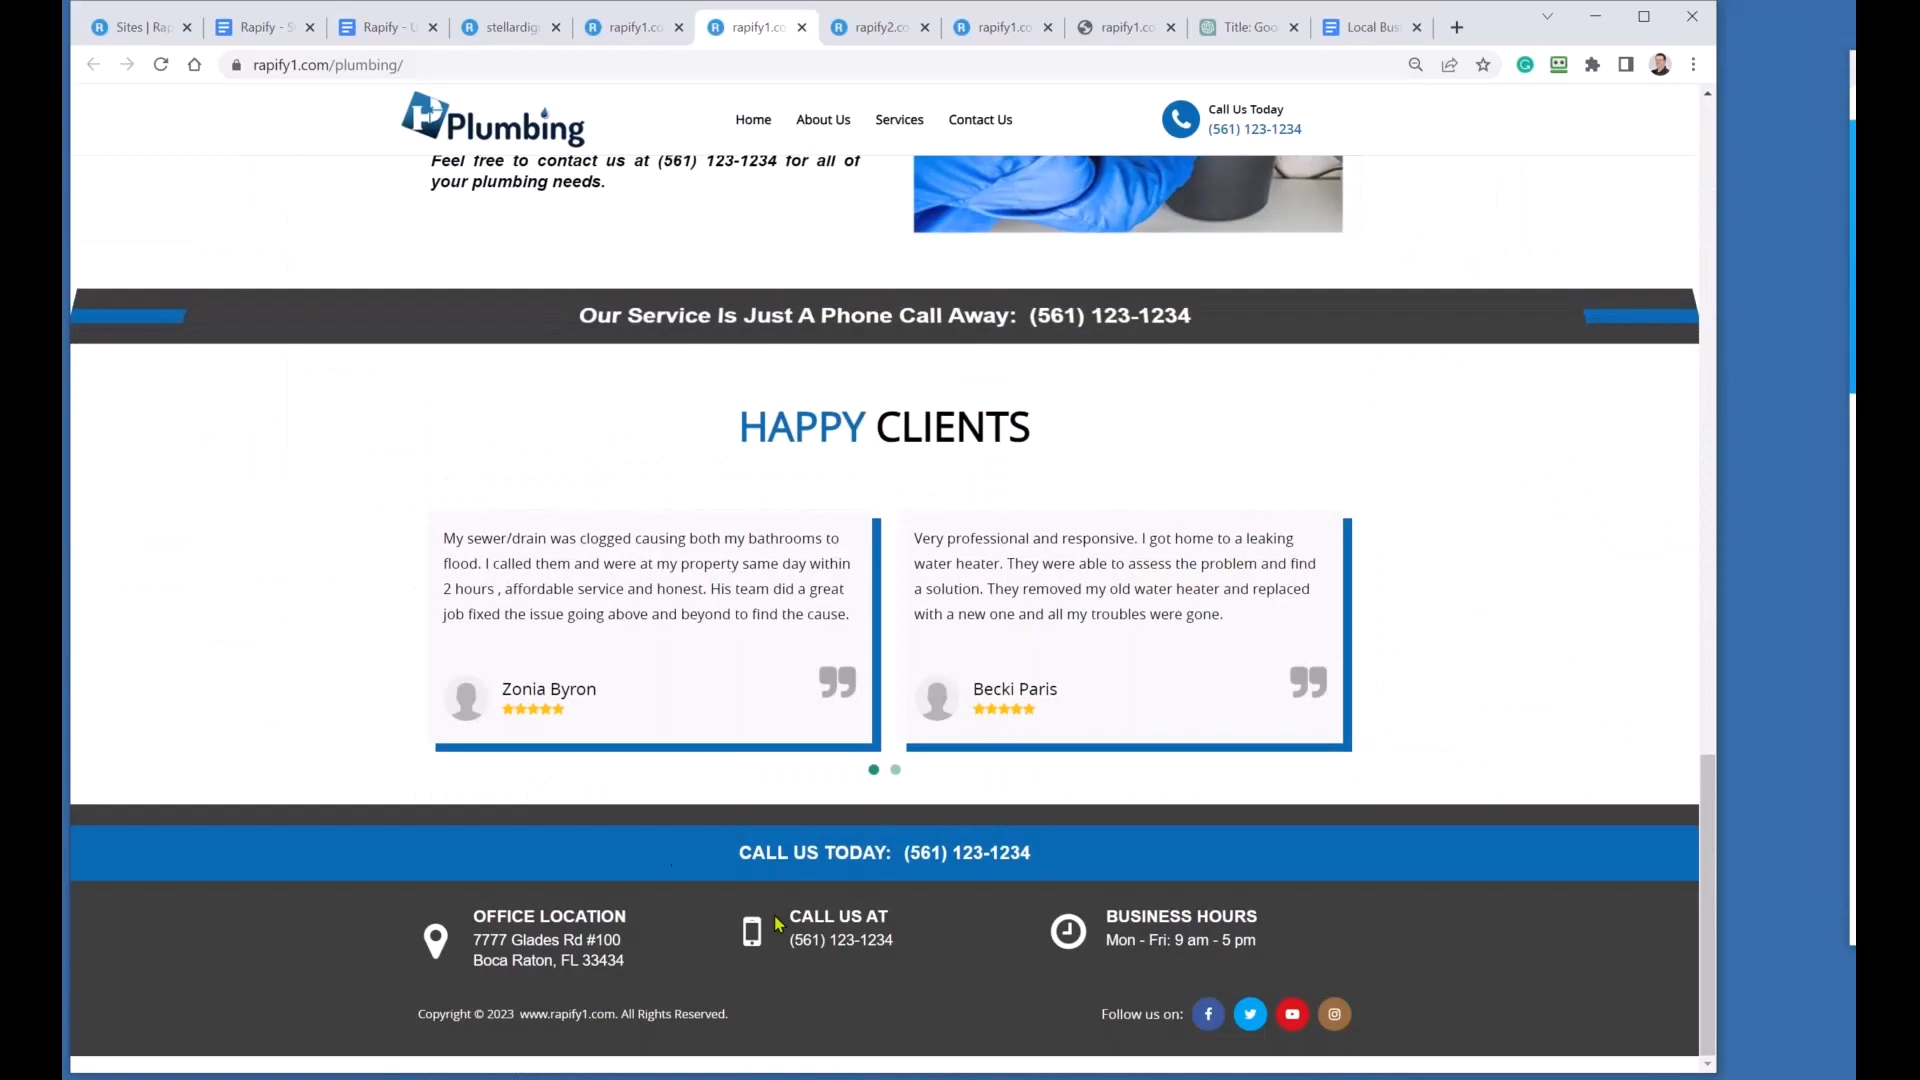 Sites | Rap
Rapify - S
Rapify - U
stellardigi
rapify1.co
rapify1.co
rapify2.co
rapify1.co
rapify1.co
Title: Goo
Local Bus
rapify1.com/plumbing/
Plumbing
Home
About Us
Services
Contact Us
Call Us Today
(561) 123-1234
Feel free to contact us at (561) 123-1234 for all of
your plumbing needs.
Our Service Is Just A Phone Call Away: (561) 123-1234
HAPPY CLIENTS
My sewer/drain was clogged causing both my bathrooms to
flood. I called them and were at my property same day within
2 hours , affordable service and honest. His team did a great
job fixed the issue going above and beyond to find the cause.
Zonia Byron
Very professional and responsive. I got home to a leaking
water heater. They were able to assess the problem and find
a solution. They removed my old water heater and replaced
with a new one and all my troubles were gone.
Becki Paris
CALL US TODAY: (561) 123-1234
OFFICE LOCATION
7777 Glades Rd #100
Boca Raton, FL 33434
CALL US AT
(561) 123-1234
BUSINESS HOURS
Mon - Fri: 9 am - 5 pm
Copyright © 2023 www.rapify1.com. All Rights Reserved.
Follow us on: